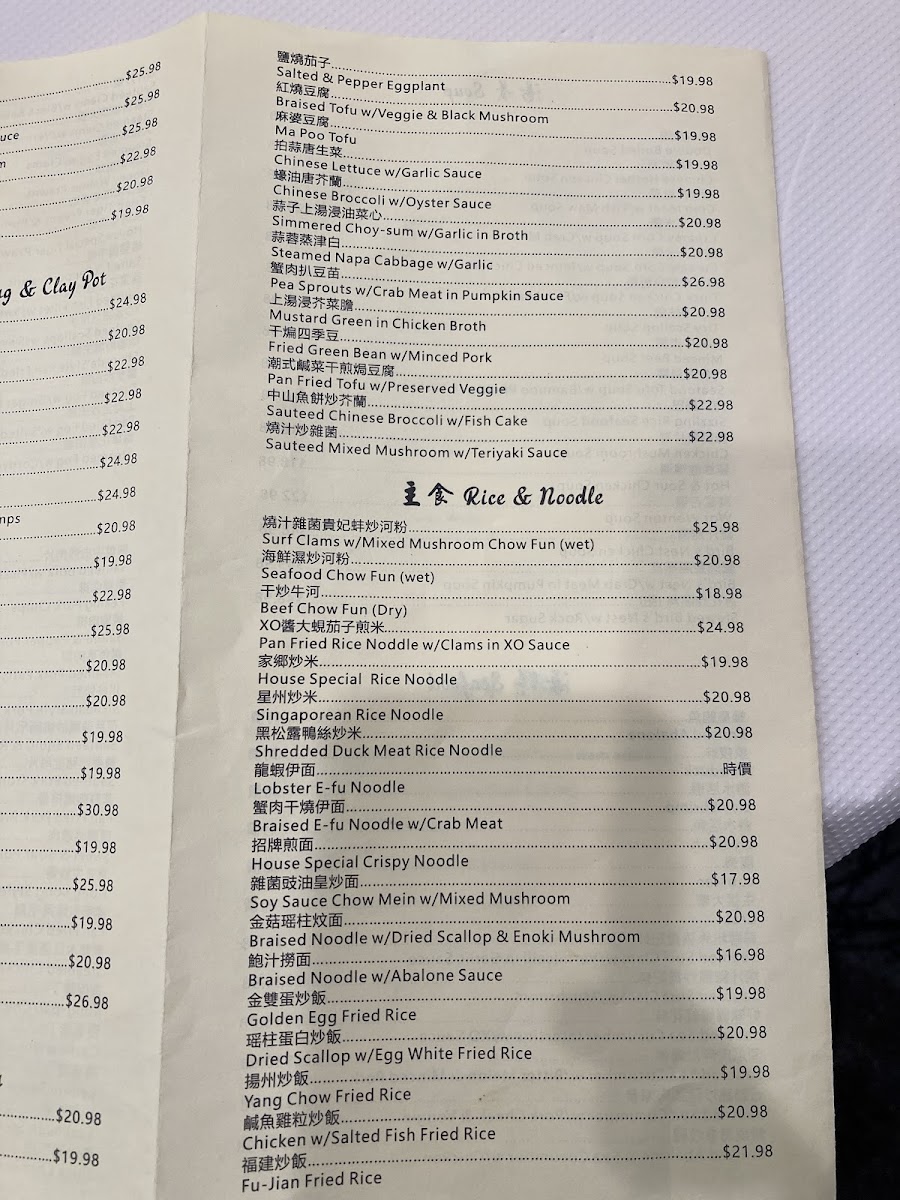 $25.98
$25.98
uce
$25.98
m
$22.98
$20.98
$19.98
ng & Clay Pot
$24.98
$20.98
$22.98
$22.98
$22.98
$24.98
$24.98
mps
$20.98
$19.98
$22.98
$25.98
$20.98
$20.98
$19.98
$19.98
$30.98
$19.98
$25.98
$19.98
$20.98
$26.98
$20.98
$19.98
鹽燒茄子 $19.98
Salted & Pepper Eggplant
紅燒豆腐 $20.98
Braised Tofu w/Veggie & Black Mushroom
麻婆豆腐 $19.98
Ma Poo Tofu
拍蒜唐生菜 $19.98
Chinese Lettuce w/Garlic Sauce
蠔油唐芥蘭 $19.98
Chinese Broccoli w/Oyster Sauce
蒜子上湯浸油菜心 $20.98
Simmered Choy-sum w/Garlic in Broth
蒜蓉蒸津白 $20.98
Steamed Napa Cabbage w/Garlic
蟹肉扒豆苗 $26.98
Pea Sprouts w/Crab Meat in Pumpkin Sauce
上湯浸芥菜膽 $20.98
Mustard Green in Chicken Broth
干煸四季豆 $20.98
Fried Green Bean w/Minced Pork
潮式鹹菜干煎焗豆腐 $20.98
Pan Fried Tofu w/Preserved Veggie
中山魚餅炒芥蘭 $22.98
Sauteed Chinese Broccoli w/Fish Cake
燒汁炒雜菌 $22.98
Sauteed Mixed Mushroom w/Teriyaki Sauce
主食 Rice & Noodle
燒汁雜菌貴妃蚌炒河粉 $25.98
Surf Clams w/Mixed Mushroom Chow Fun (wet)
海鮮濕炒河粉 $20.98
Seafood Chow Fun (wet)
干炒牛河 $18.98
Beef Chow Fun (Dry)
XO醬大蜆茄子煎米 $24.98
Pan Fried Rice Noddle w/Clams in XO Sauce
家鄉炒米 $19.98
House Special Rice Noodle
星州炒米 $20.98
Singaporean Rice Noodle
黑松露鴨絲炒米 $20.98
Shredded Duck Meat Rice Noodle
龍蝦伊面 時價
Lobster E-fu Noodle
蟹肉干燒伊面 $20.98
Braised E-fu Noodle w/Crab Meat
招牌煎面 $20.98
House Special Crispy Noodle
雜菌豉油皇炒面 $17.98
Soy Sauce Chow Mein w/Mixed Mushroom
金菇瑶柱炆面 $20.98
Braised Noodle w/Dried Scallop & Enoki Mushroom
鮑汁撈面 $16.98
Braised Noodle w/Abalone Sauce
金雙蛋炒飯 $19.98
Golden Egg Fried Rice
瑶柱蛋白炒飯 $20.98
Dried Scallop w/Egg White Fried Rice
揚州炒飯 $19.98
Yang Chow Fried Rice
鹹魚雞粒炒飯 $20.98
Chicken w/Salted Fish Fried Rice
福建炒飯 $21.98
Fu-Jian Fried Rice